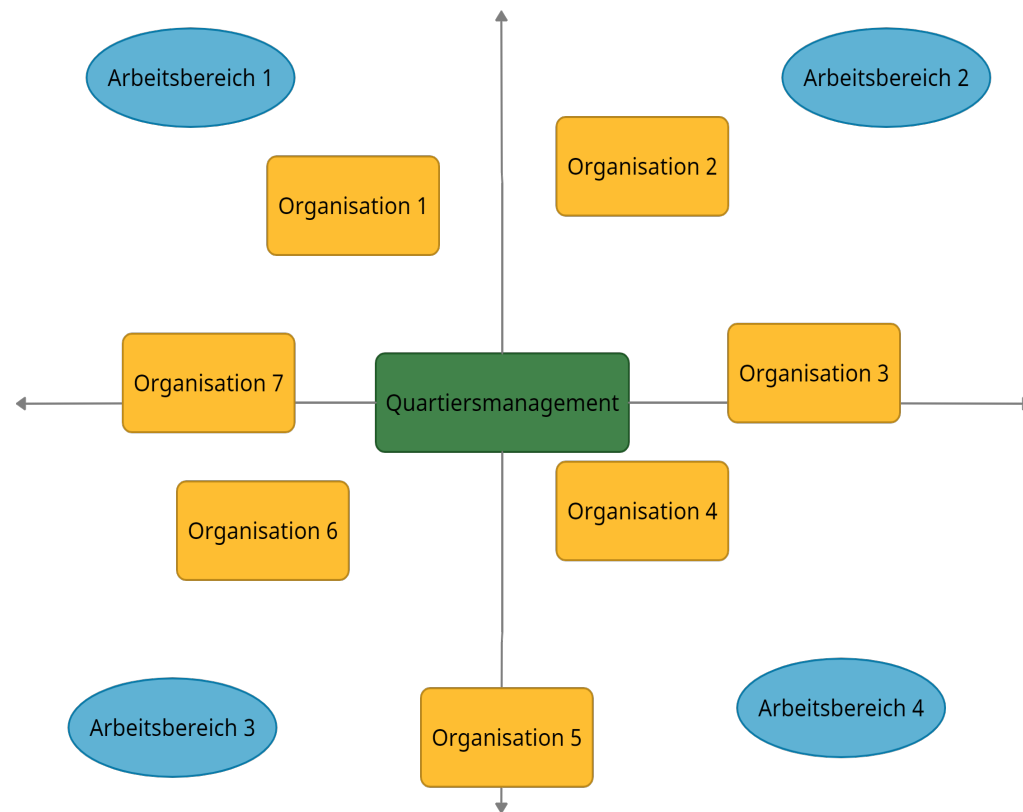 Arbeitsbereich 1
Arbeitsbereich 2
Organisation 2
Organisation 1
Organisation 3
Organisation 7
Quartiersmanagement
Organisation 4
Organisation 6
Arbeitsbereich 4
Arbeitsbereich 3
Organisation 5